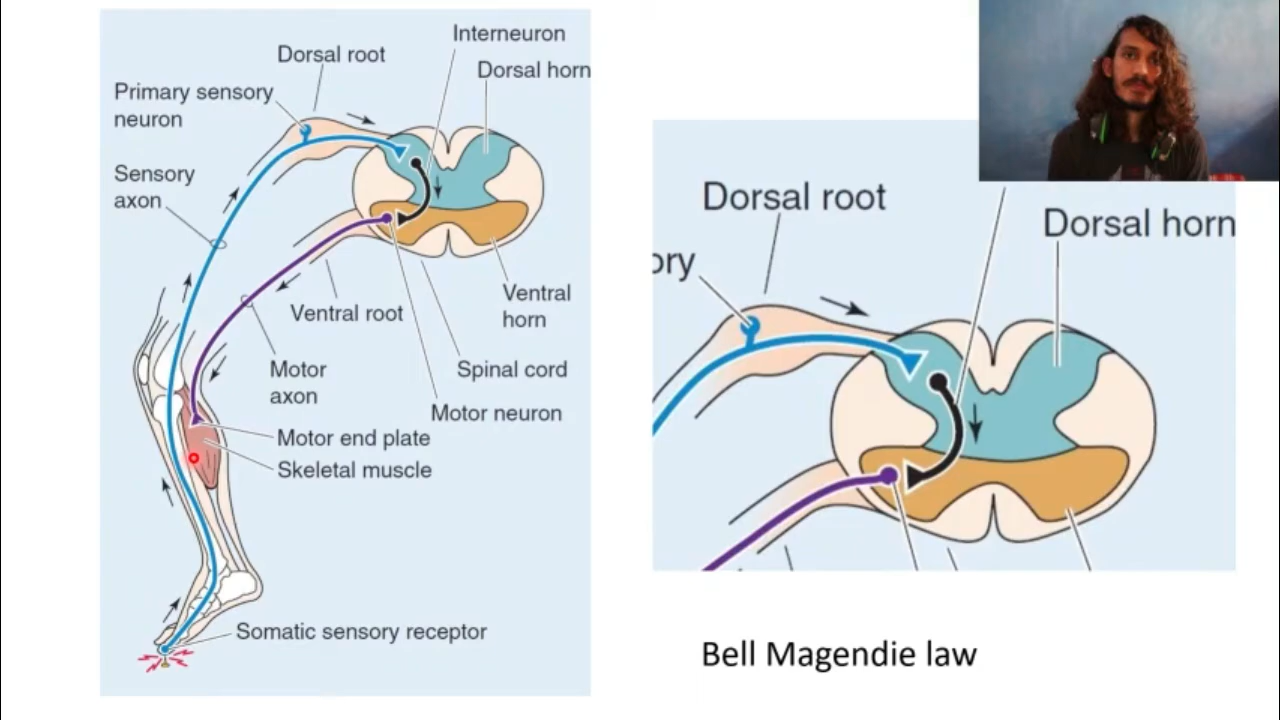 Interneuron
Dorsal root
Dorsal horn
Primary sensory
neuron
Sensory
axon
Ventral root
Ventral
horn
Motor
axon
Spinal cord
Motor neuron
Motor end plate
Skeletal muscle
Somatic sensory receptor
Dorsal root
Dorsal horn
ory
Bell Magendie law